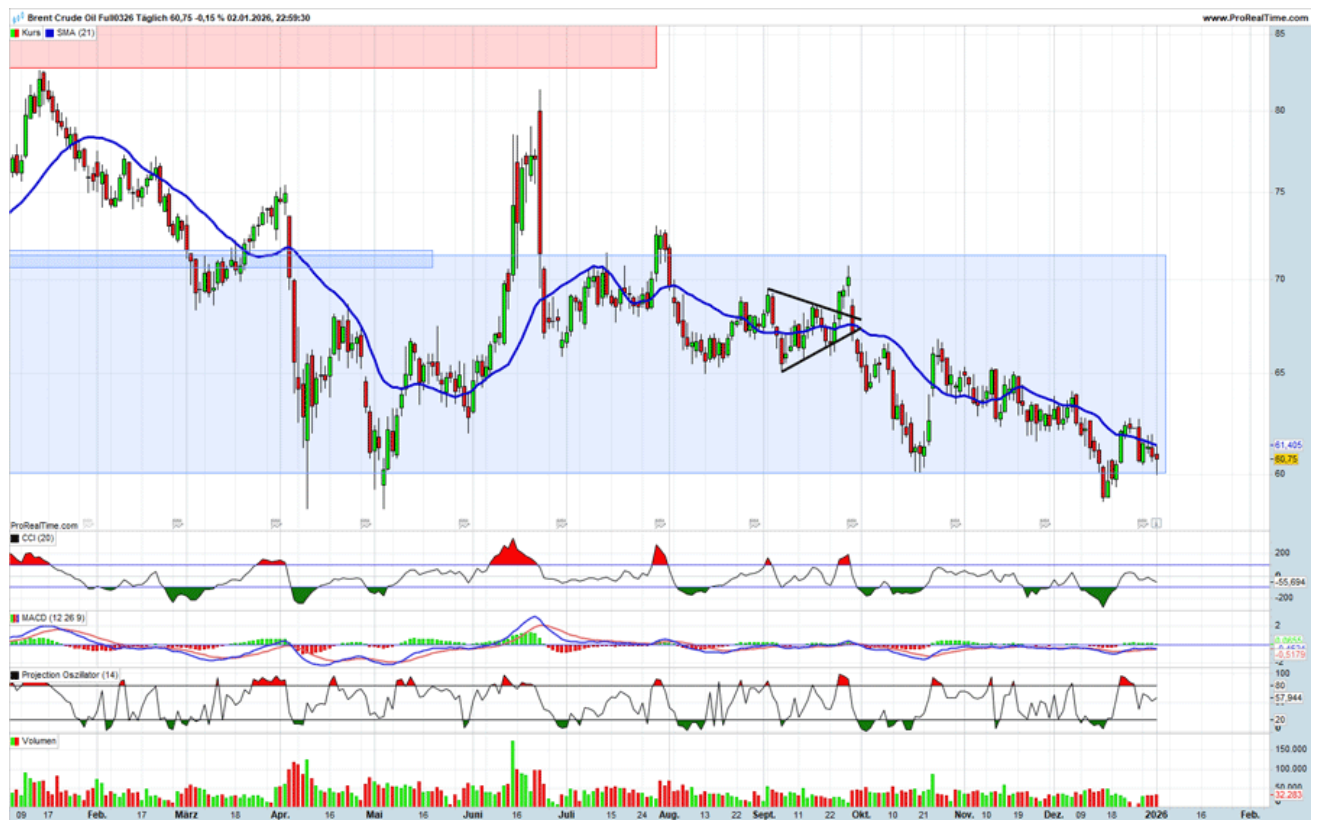 Brent Crude Oil Full0326 Täglich 60,75 -0,15 % 02.01.2026, 22:59:30
www.ProRealTime.com
Kurs SMA (21)
85
80
75
70
65
61,405
60,75
60
ProRealTime.com
CCI (20)
200
0
-55,694
-200
MACD (12 26 9)
2
-0,5179
Projection Oszillator (14)
100
80
57,944
20
0
Volumen
150.000
100.000
50.000
32.283
09 17 Feb. 17 März 18 Apr. 16 Mai 16 Juni 16 Juli 15 24 Aug. 13 22 Sept. 11 22 Okt. 10 21 Nov. 10 19 Dez. 09 18 2026 16 Feb.